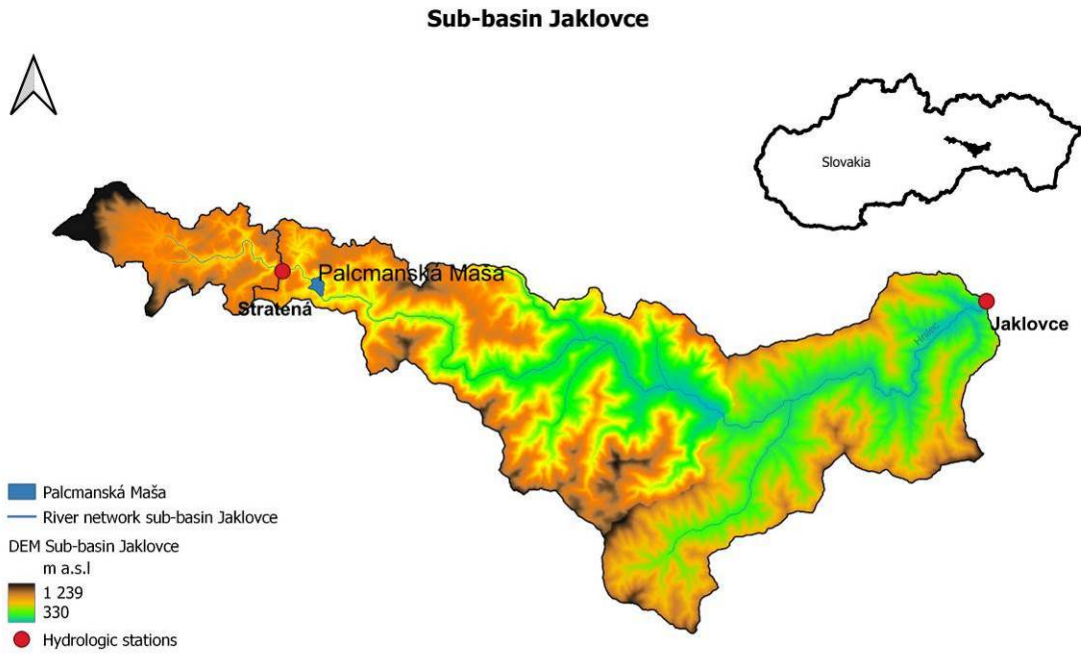 Sub-basin Jaklovce
Slovakia
Palcmanská Maša
Stratená
Hnilec
Jaklovce
Palcmanská Maša
River network sub-basin Jaklovce
DEM Sub-basin Jaklovce
m a.s.l
1 239
330
Hydrologic stations